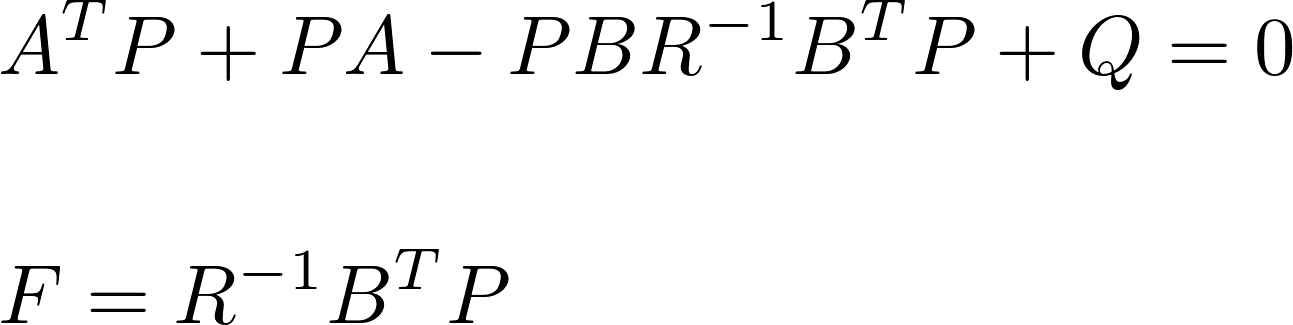 $A^T P + PA - PBR^{-1}B^T P + Q = 0$
$F = R^{-1}B^T P$